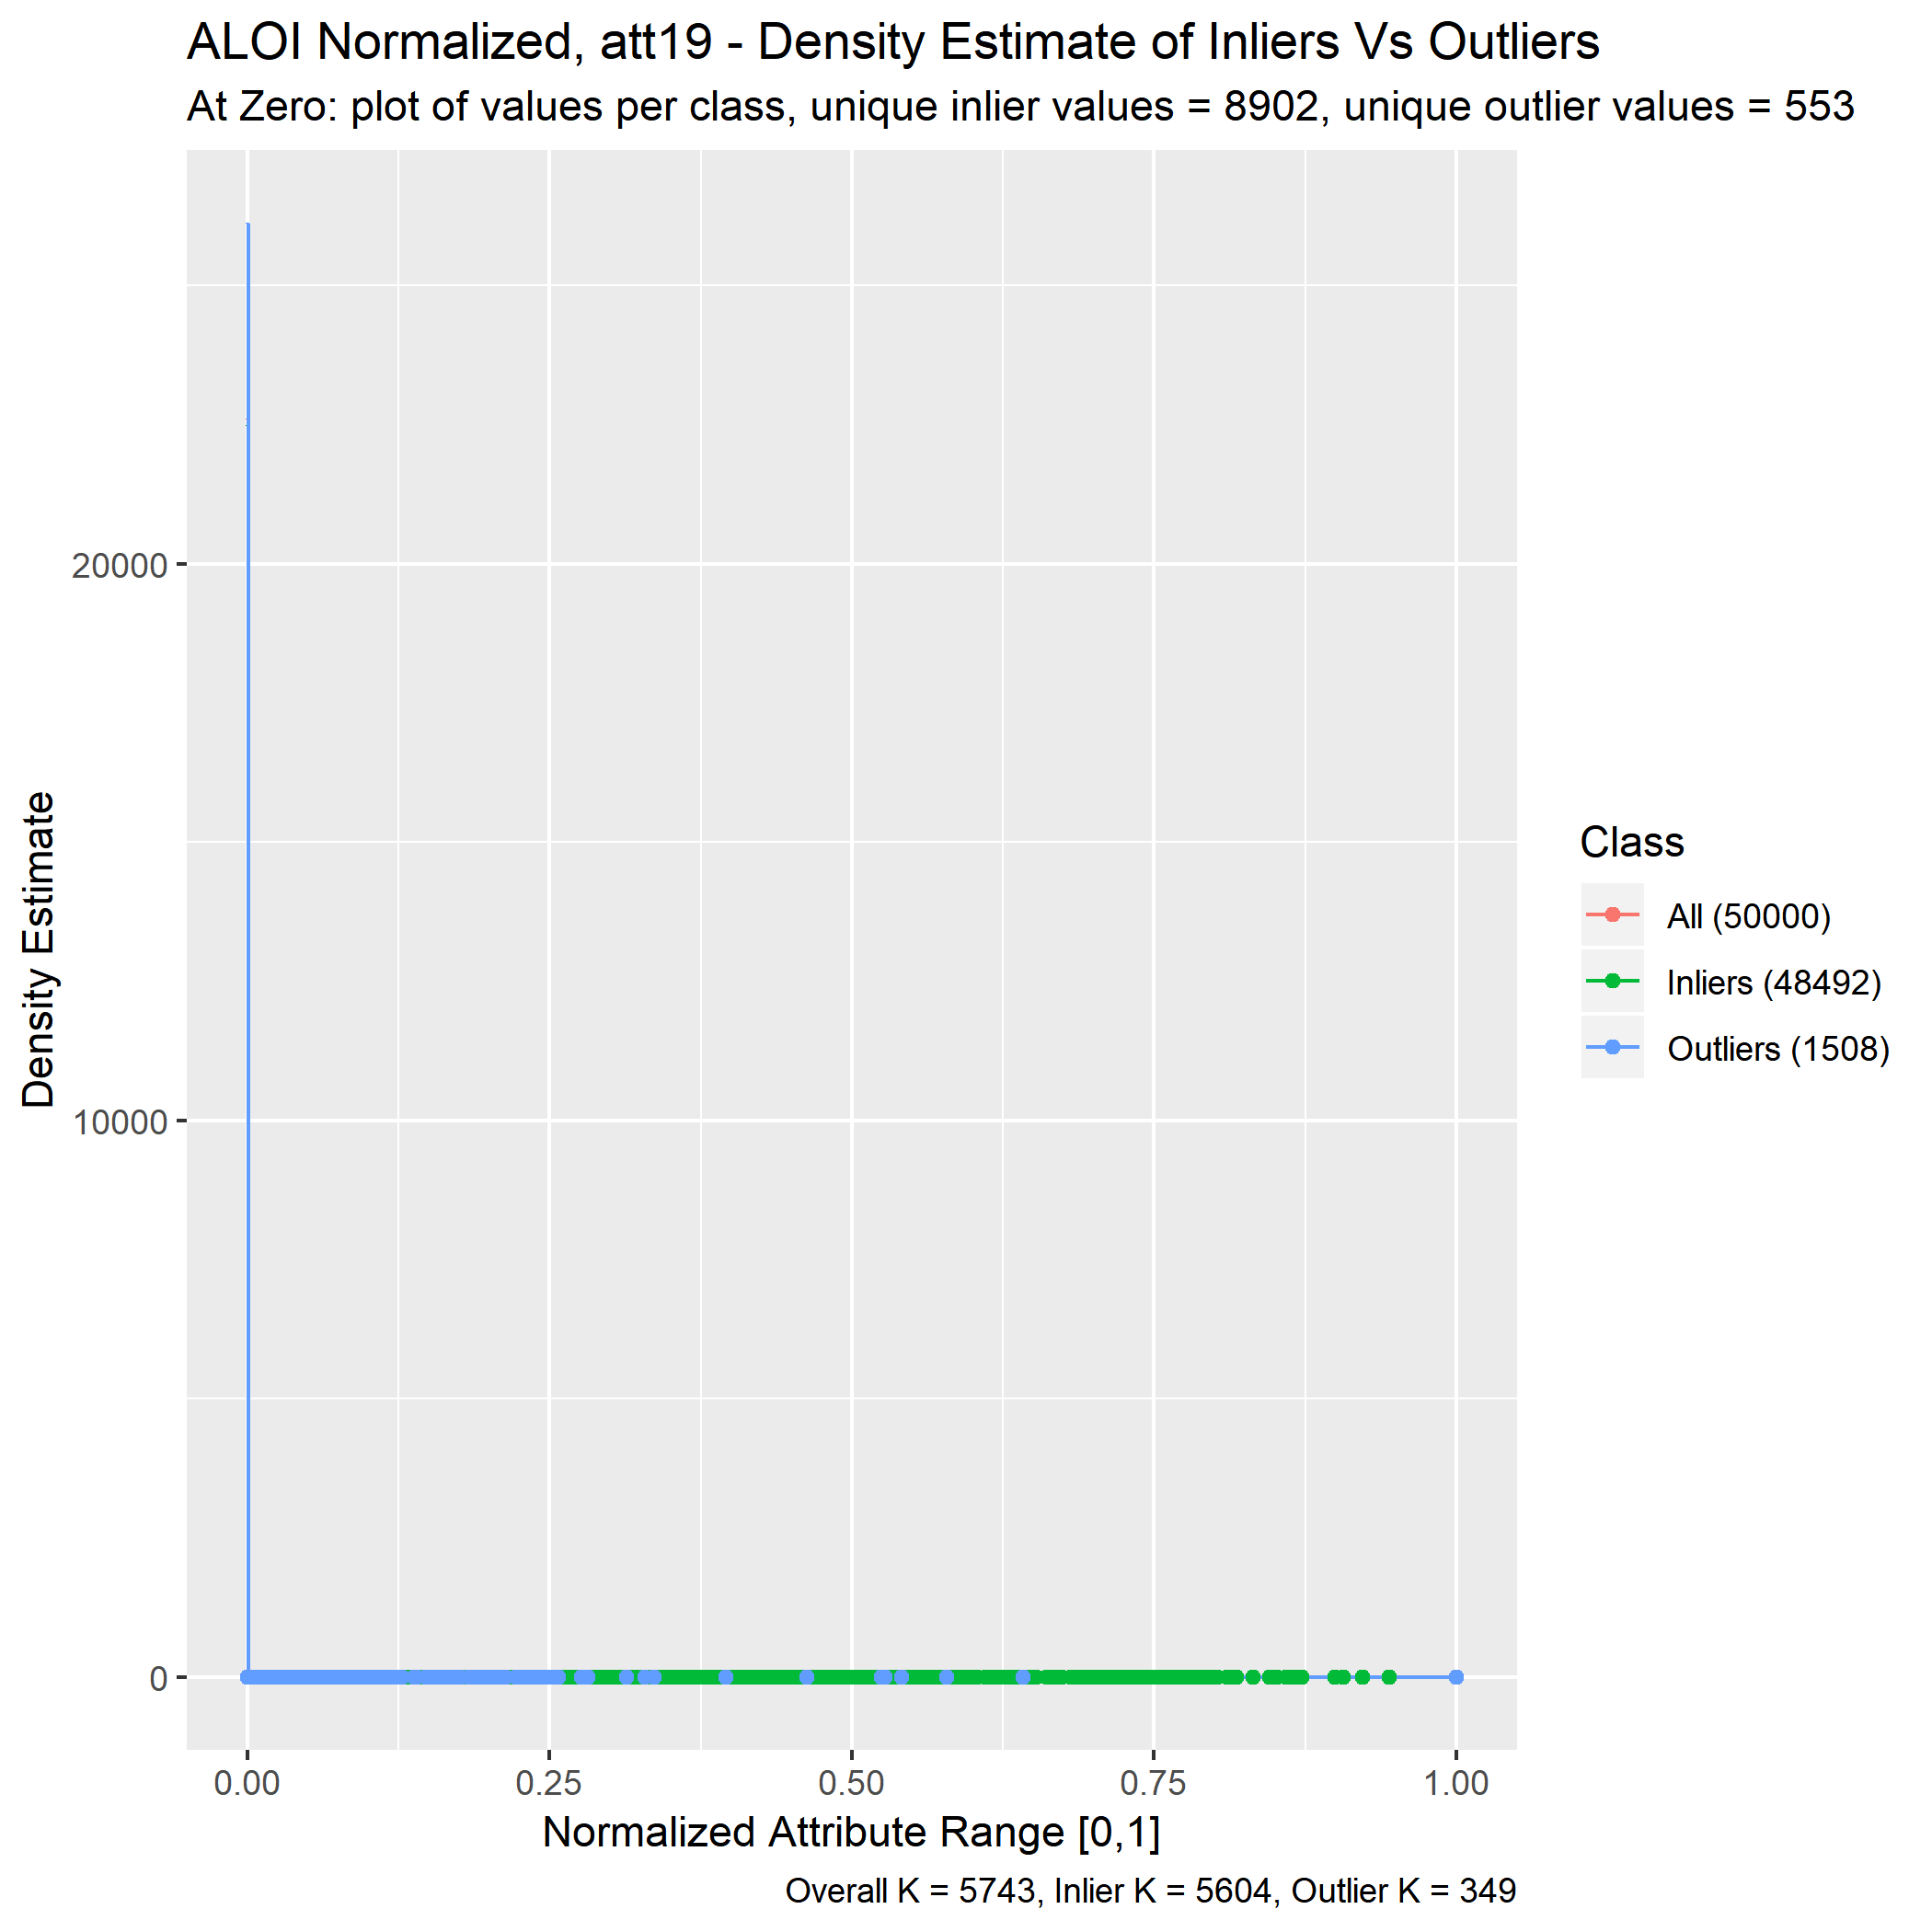 ALOI Normalized, att19 - Density Estimate of Inliers Vs Outliers
At Zero: plot of values per class, unique inlier values = 8902, unique outlier values = 553
Density Estimate
20000
10000
0
0.00 0.25 0.50 0.75 1.00
Normalized Attribute Range [0,1]
Overall K = 5743, Inlier K = 5604, Outlier K = 349
Class
All (50000)
Inliers (48492)
Outliers (1508)